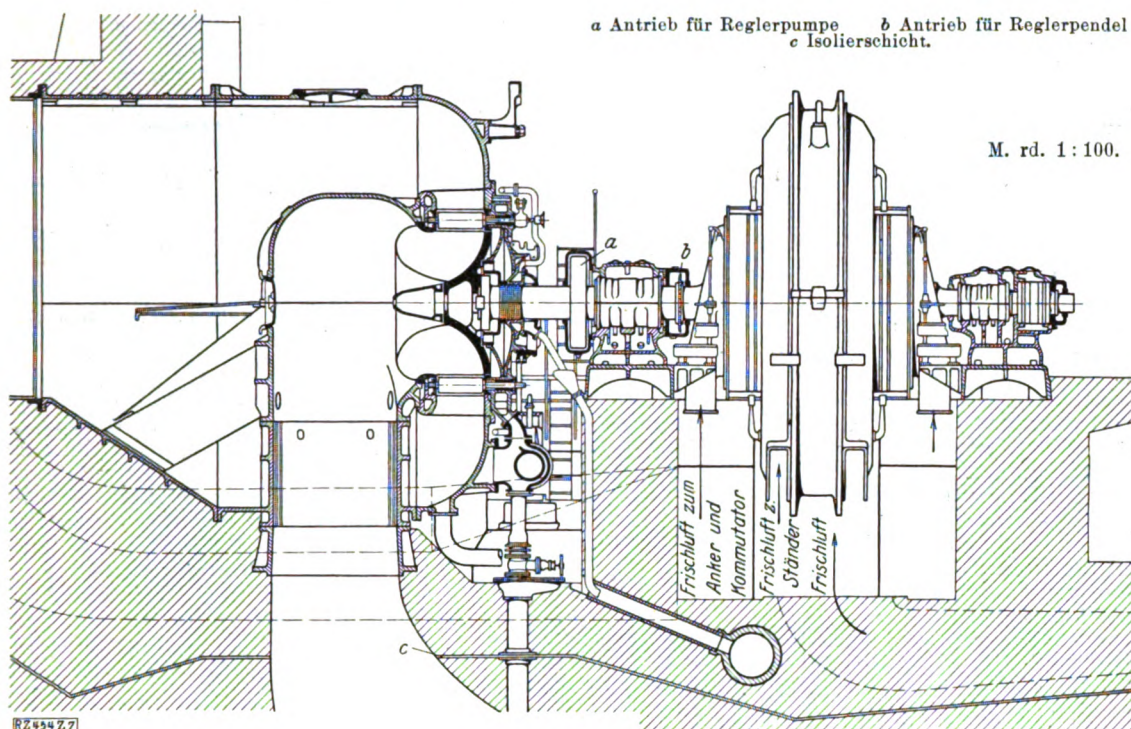 a Antrieb für Reglerpumpe b Antrieb für Reglerpendel
c Isolierschicht.
M. rd. 1:100.
a
b
Frischluft zum
Anker und
Kommutator
Frischluft z.
Ständer
Frischluft
c
RZ4547.7